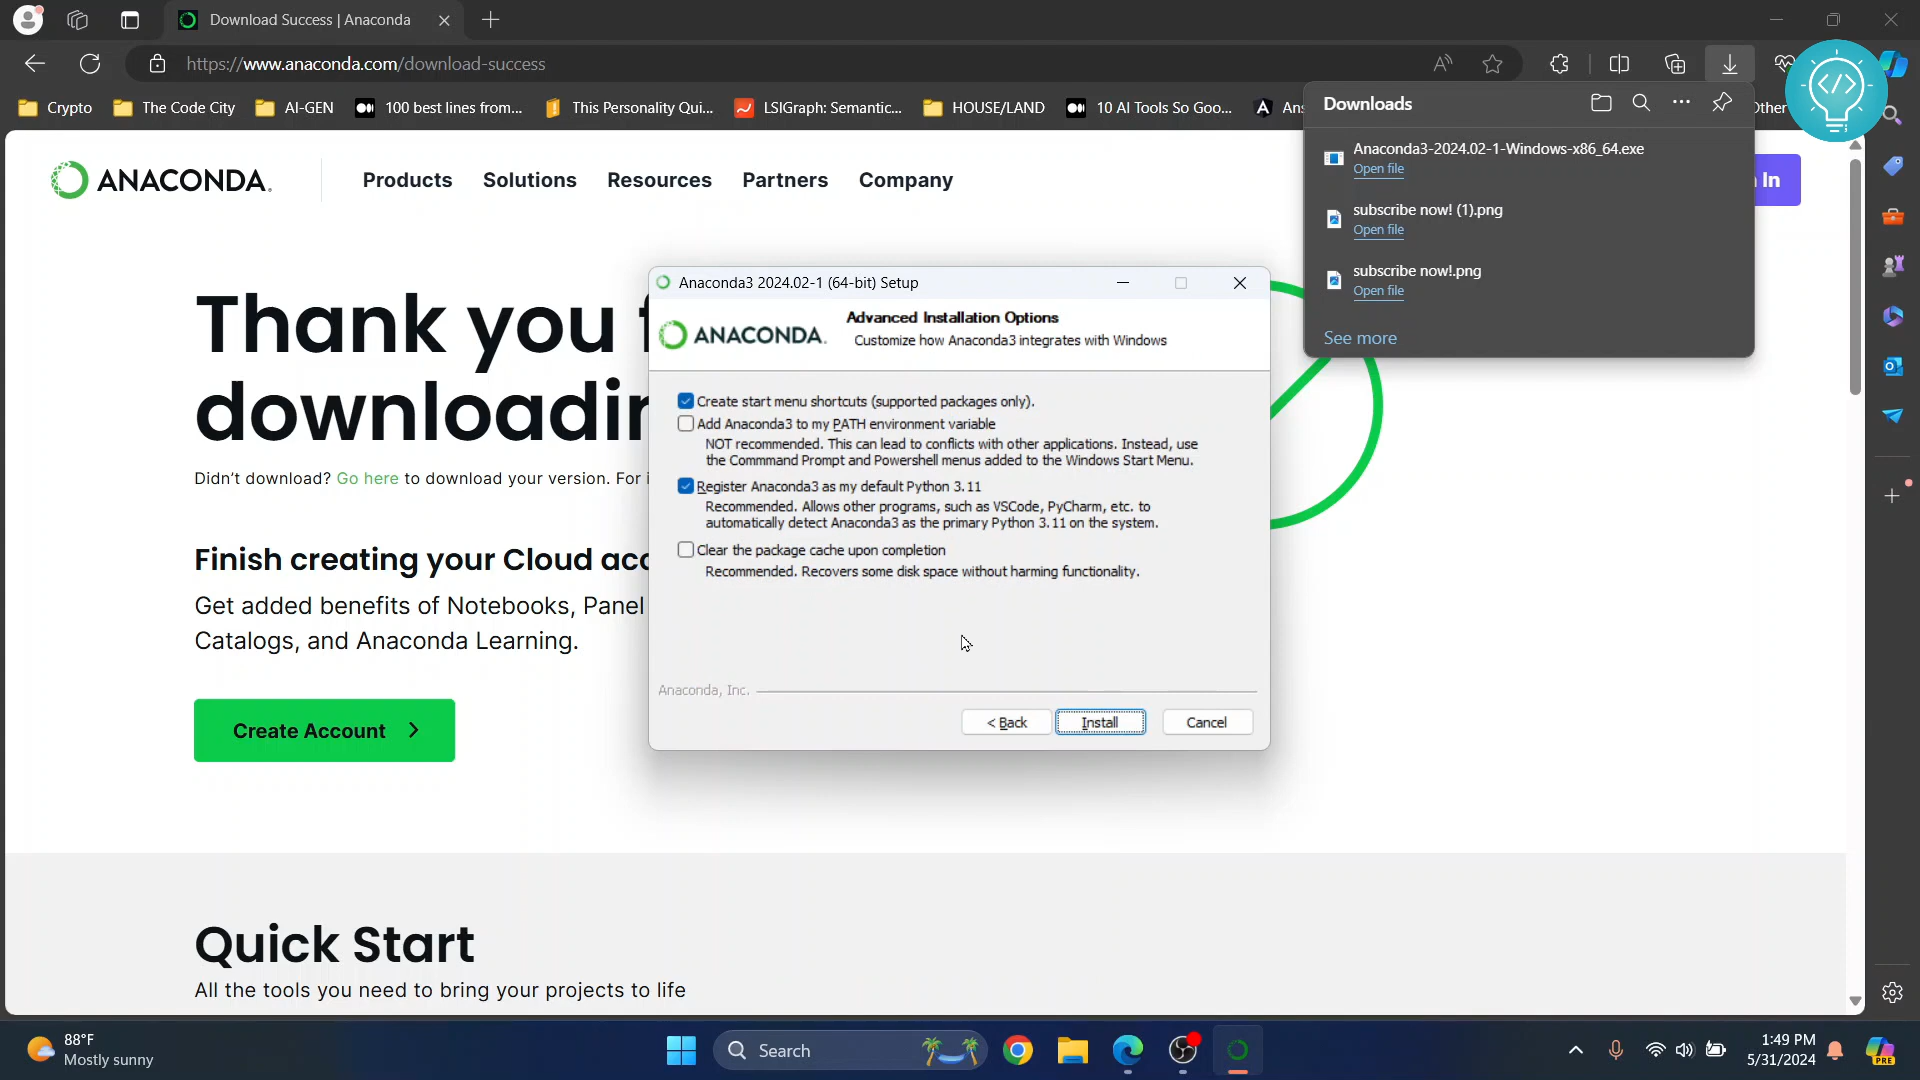 Download Success | Anaconda
https://www.anaconda.com/download-success
Crypto
The Code City
AI-GEN
100 best lines from...
This Personality Qui...
LSIGraph: Semantic...
HOUSE/LAND
10 AI Tools So Goo...
Ans
Other
Downloads
Anaconda3-2024.02-1-Windows-x86_64.exe
Open file
subscribe now! (1).png
Open file
subscribe now!.png
Open file
See more
ANACONDA.
Products
Solutions
Resources
Partners
Company
In
Thank you f
downloadin
Didn't download? Go here to download your version. For i
Finish creating your Cloud acc
Get added benefits of Notebooks, Panel
Catalogs, and Anaconda Learning.
Create Account
Anaconda3 2024.02-1 (64-bit) Setup
ANACONDA.
Advanced Installation Options
Customize how Anaconda3 integrates with Windows
Create start menu shortcuts (supported packages only).
Add Anaconda3 to my PATH environment variable
NOT recommended. This can lead to conflicts with other applications. Instead, use
the Commmand Prompt and Powershell menus added to the Windows Start Menu.
Register Anaconda3 as my default Python 3.11
Recommended. Allows other programs, such as VSCode, PyCharm, etc. to
automatically detect Anaconda3 as the primary Python 3.11 on the system.
Clear the package cache upon completion
Recommended. Recovers some disk space without harming functionality.
Anaconda, Inc.
< Back
Install
Cancel
Quick Start
All the tools you need to bring your projects to life
88°F
Mostly sunny
Search
1:49 PM
5/31/2024
PRE